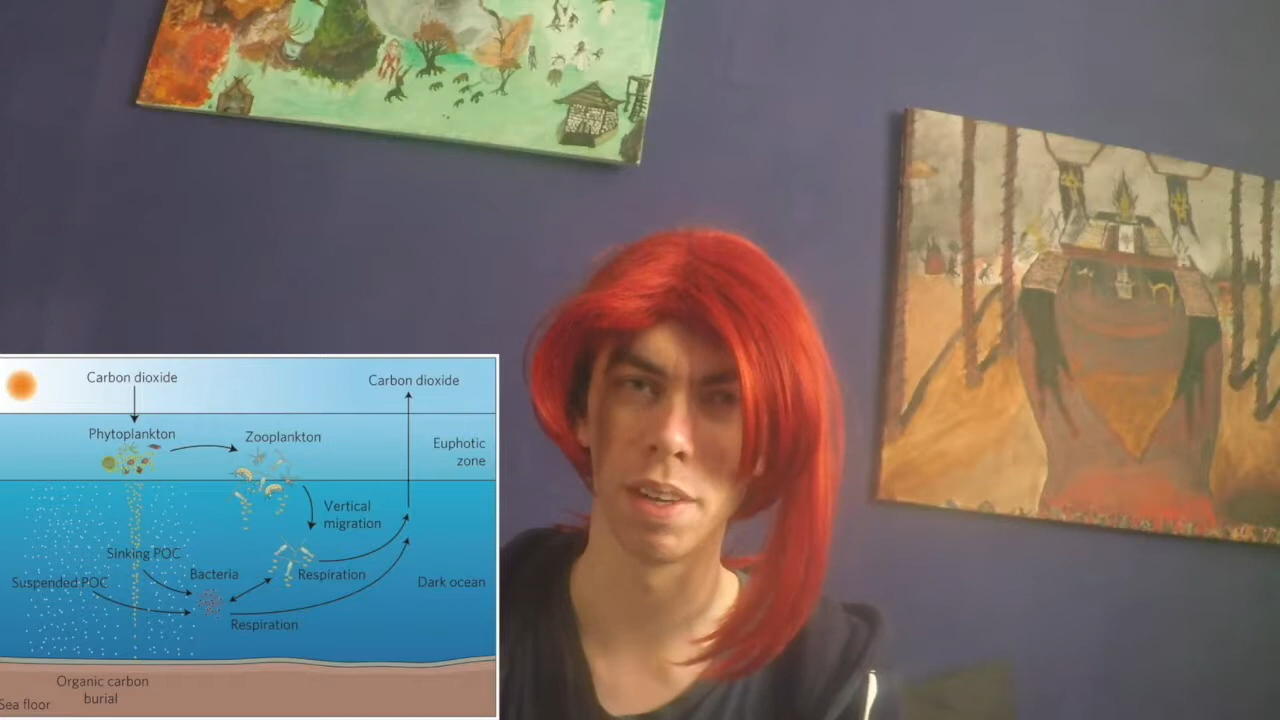 Carbon dioxide
Carbon dioxide
Phytoplankton
Zooplankton
Euphotic
zone
Vertical
migration
Sinking POC
Suspended POC
Bacteria
Respiration
Dark ocean
Respiration
Organic carbon
burial
Sea floor